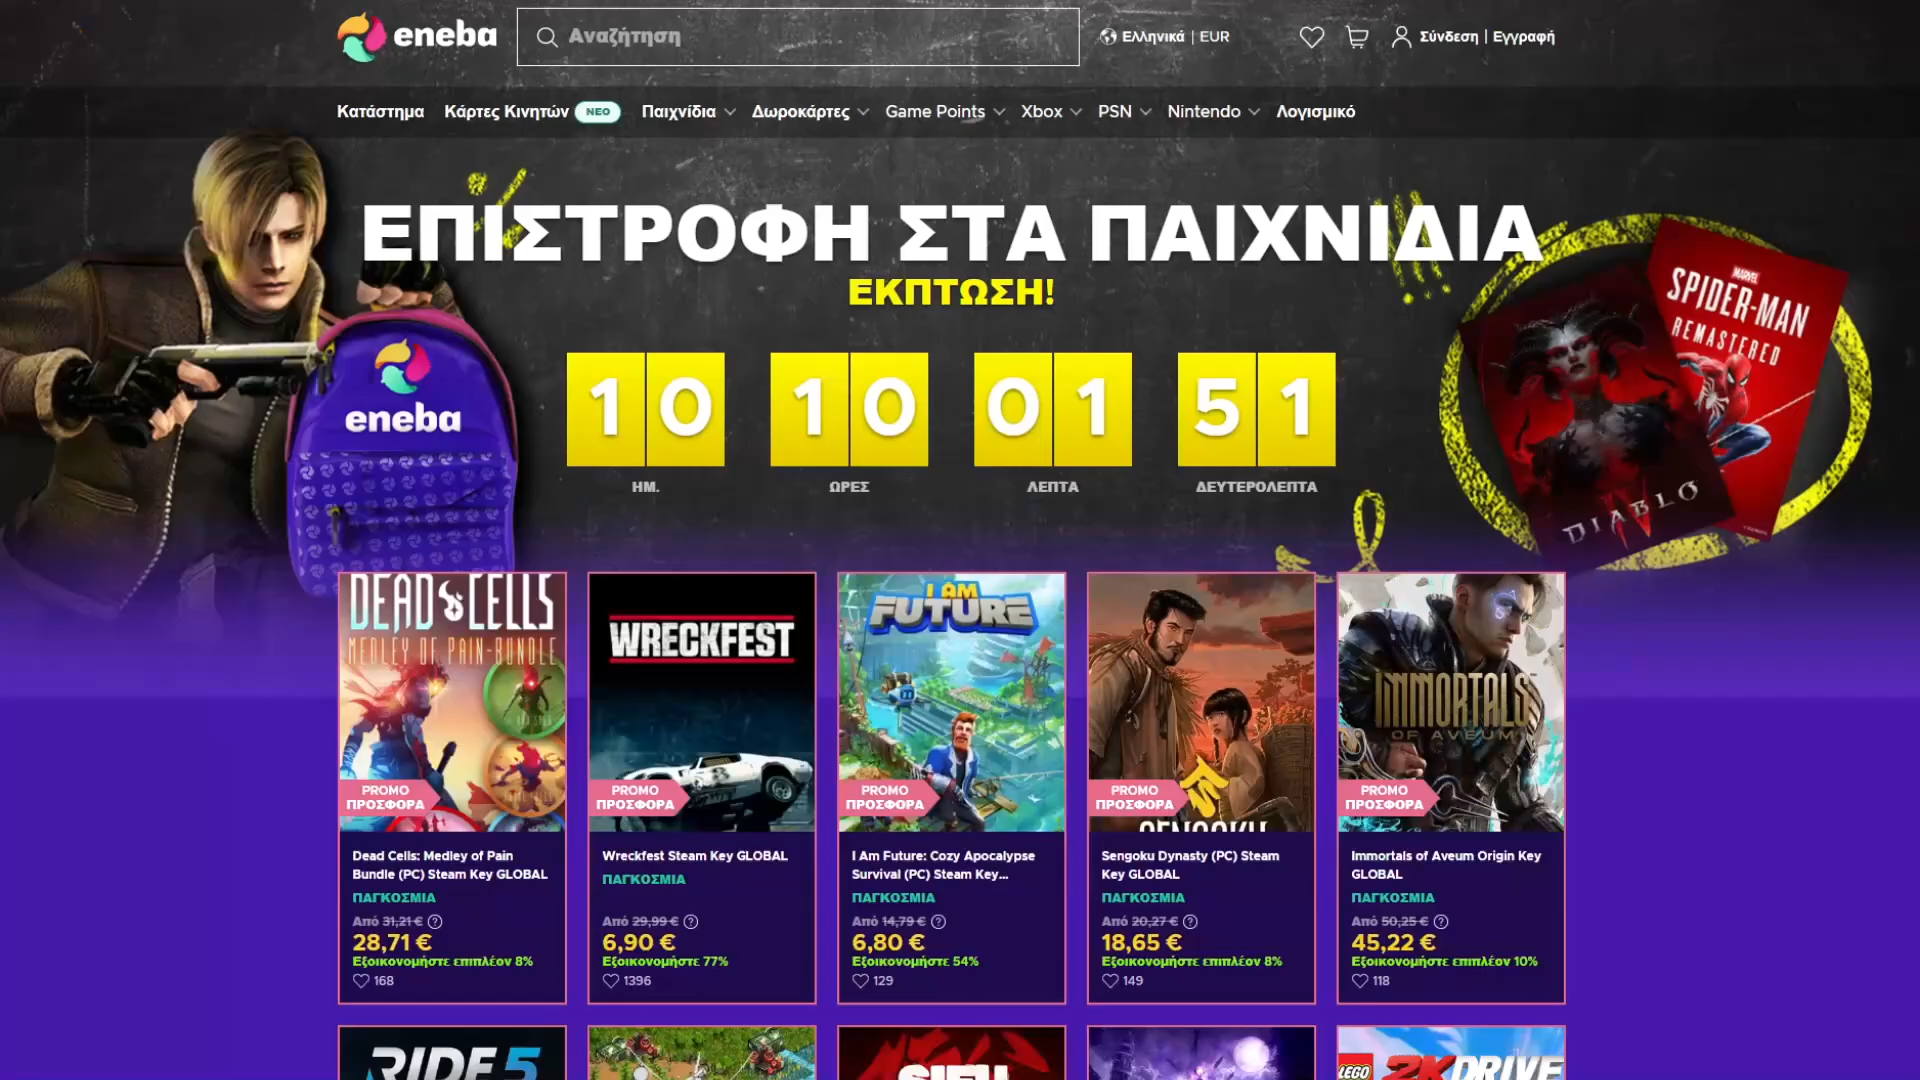 eneba
Αναζήτηση
Ελληνικά | EUR
Σύνδεση | Εγγραφή
Κατάστημα
Κάρτες Κινητών ΝΕΟ
Παιχνίδια
Δωροκάρτες
Game Points
Xbox
PSN
Nintendo
Λογισμικό
ΕΠΙΣΤΡΟΦΗ ΣΤΑ ΠΑΙΧΝΙΔΙΑ
ΕΚΠΤΩΣΗ!
10 10 01 51
ΗΜ. ΩΡΕΣ ΛΕΠΤΑ ΔΕΥΤΕΡΟΛΕΠΤΑ
eneba
MARVEL
SPIDER-MAN
REMASTERED
DIABLO
IV
DEAD CELLS
MEDLEY OF PAIN-BUNDLE
PROMO
ΠΡΟΣΦΟΡΑ
Dead Cells: Medley of Pain
Bundle (PC) Steam Key GLOBAL
ΠΑΓΚΟΣΜΙΑ
Από 31,21 €
28,71 €
Εξοικονομήστε επιπλέον 8%
168
WRECKFEST
PROMO
ΠΡΟΣΦΟΡΑ
Wreckfest Steam Key GLOBAL
ΠΑΓΚΟΣΜΙΑ
Από 29,99 €
6,90 €
Εξοικονομήστε 77%
1396
I AM
FUTURE
PROMO
ΠΡΟΣΦΟΡΑ
I Am Future: Cozy Apocalypse
Survival (PC) Steam Key...
ΠΑΓΚΟΣΜΙΑ
Από 14,79 €
6,80 €
Εξοικονομήστε 54%
129
PROMO
ΠΡΟΣΦΟΡΑ
SENGOKU
Sengoku Dynasty (PC) Steam
Key GLOBAL
ΠΑΓΚΟΣΜΙΑ
Από 20,27 €
18,65 €
Εξοικονομήστε επιπλέον 8%
149
IMMORTALS
OF AVEUM
PROMO
ΠΡΟΣΦΟΡΑ
Immortals of Aveum Origin Key
GLOBAL
ΠΑΓΚΟΣΜΙΑ
Από 50,25 €
45,22 €
Εξοικονομήστε επιπλέον 10%
118
RIDE 5
SIFU
LEGO 2K DRIVE